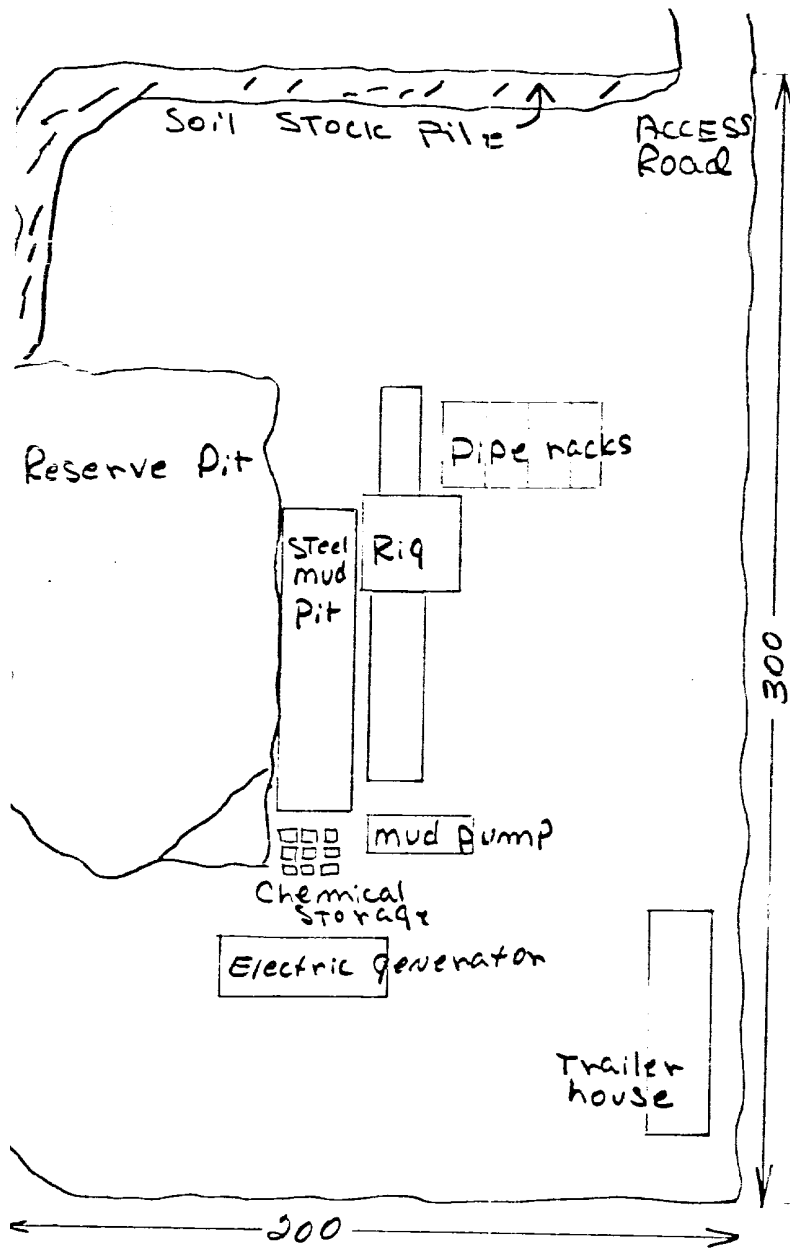 Soil Stock Pile
Access
Road
Reserve Pit
Pipe racks
Steel
mud
Pit
Rig
300
mud pump
Chemical
Storage
Electric generator
Trailer
house
200